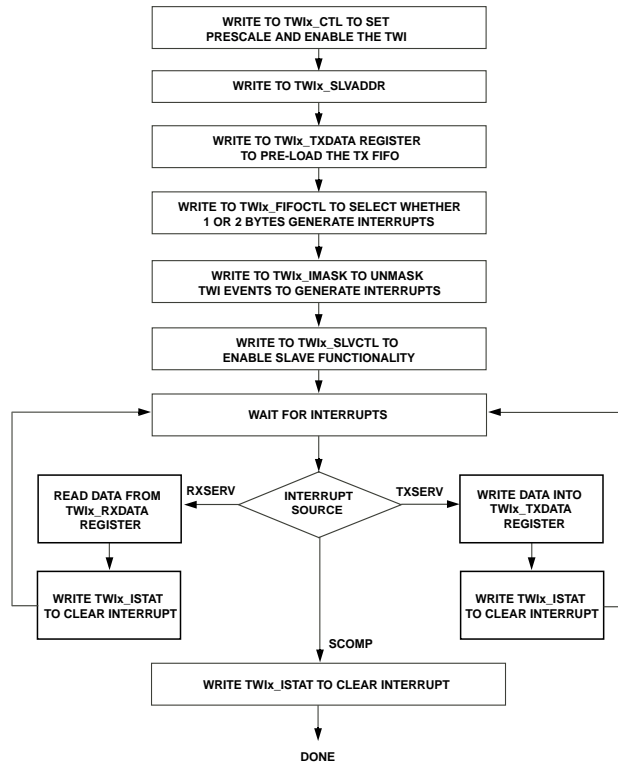 WRITE TO TWIx_CTL TO SET
PRESCALE AND ENABLE THE TWI
WRITE TO TWIx_SLVADDR
WRITE TO TWIx_TXDATA REGISTER
TO PRE-LOAD THE TX FIFO
WRITE TO TWIx_FIFOCTL TO SELECT WHETHER
1 OR 2 BYTES GENERATE INTERRUPTS
WRITE TO TWIx_IMASK TO UNMASK
TWI EVENTS TO GENERATE INTERRUPTS
WRITE TO TWIx_SLVCTL TO
ENABLE SLAVE FUNCTIONALITY
WAIT FOR INTERRUPTS
INTERRUPT
SOURCE
RXSERV
READ DATA FROM
TWIx_RXDATA
REGISTER
WRITE TWIx_ISTAT
TO CLEAR INTERRUPT
TXSERV
WRITE DATA INTO
TWIx_TXDATA
REGISTER
WRITE TWIx_ISTAT
TO CLEAR INTERRUPT
SCOMP
WRITE TWIx_ISTAT TO CLEAR INTERRUPT
DONE